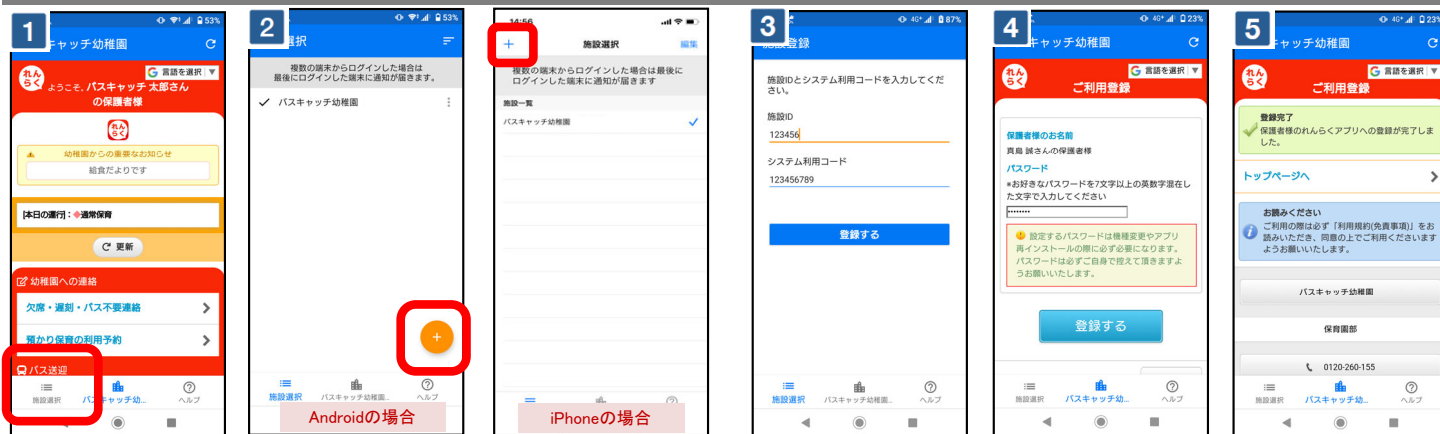 1
53%
ャッチ幼稚園
れん
らく
G 言語を選択 ▼
ようこそ, バスキャッチ 太郎さん
の保護者様
れん
らく
幼稚園からの重要なお知らせ
給食だよりです
[本日の運行]：◆通常保育
更新
幼稚園への連絡
欠席・遅刻・バス不要連絡
預かり保育の利用予約
バス送迎
施設選択
バスキャッチ幼...
ヘルプ
2
53%
選択
複数の端末からログインした場合は
最後にログインした端末に通知が届きます。
✓ バスキャッチ幼稚園
+
施設選択
バスキャッチ幼稚園...
ヘルプ
Androidの場合
14:56
+
施設選択
編集
複数の端末からログインした場合は最後に
ログインした端末に通知が届きます
施設一覧
バスキャッチ幼稚園
iPhoneの場合
3
4G+ 87%
登録
施設IDとシステム利用コードを入力してくだ
さい。
施設ID
123456
システム利用コード
123456789
登録する
施設選択
バスキャッチ幼稚園...
ヘルプ
4
4G+ 23%
キャッチ幼稚園
れん
らく
G 言語を選択 ▼
ご利用登録
保護者様のお名前
真島 誠さんの保護者様
パスワード
*お好きなパスワードを7文字以上の英数字混在し
た文字で入力してください
••••••••
設定するパスワードは機種変更やアプリ
再インストールの際に必ず必要になります。
パスワードは必ずご自身で控えて頂きますよ
うお願いいたします。
登録する
施設選択
バスキャッチ幼...
ヘルプ
5
4G+ 23%
キャッチ幼稚園
れん
らく
G 言語を選択 ▼
ご利用登録
登録完了
保護者様のれんらくアプリへの登録が完了しま
した。
トップページへ
お読みください
ご利用の際は必ず「利用規約(免責事項)」をお
読みいただき、同意の上でご利用くださいます
ようお願いいたします。
バスキャッチ幼稚園
保育園部
0120-260-155
施設選択
バスキャッチ幼...
ヘルプ